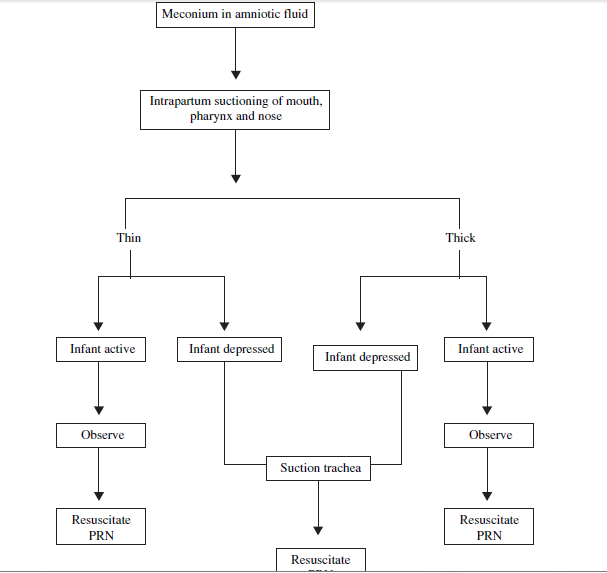 Meconium in amniotic fluid
Intrapartum suctioning of mouth,
pharynx and nose
Thin
Thick
Infant active
Infant depressed
Infant depressed
Infant active
Observe
Observe
Suction trachea
Resuscitate
PRN
Resuscitate
PRN
Resuscitate